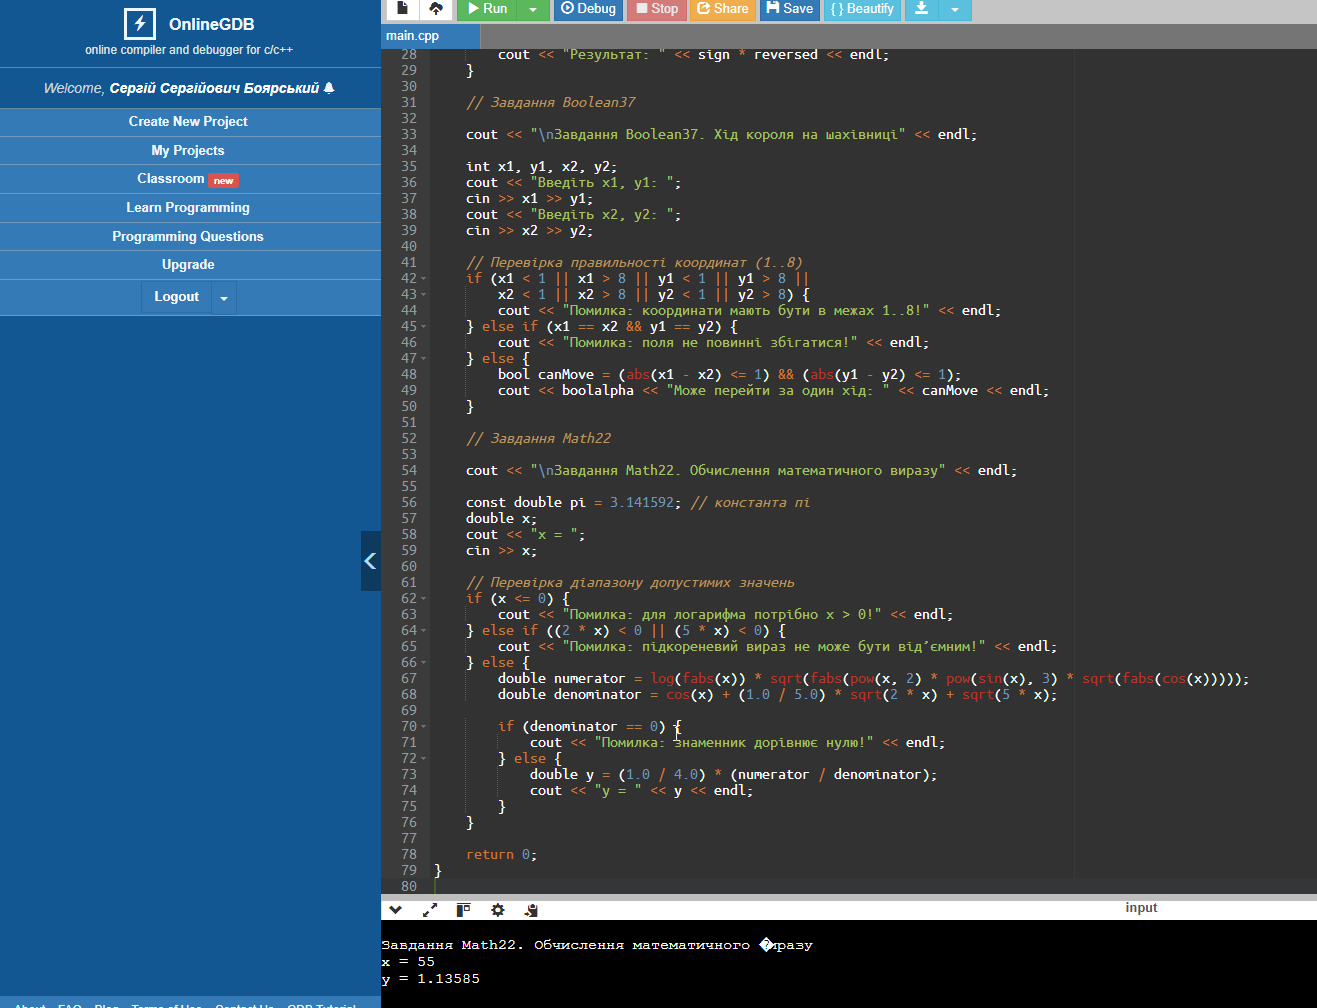 OnlineGDB
online compiler and debugger for c/c++
Welcome, Сергій Сергійович Боярський
Create New Project
My Projects
Classroom new
Learn Programming
Programming Questions
Upgrade
Logout
About FAQ Blog Terms of Use Contact Us GDB Tutorial
Run Debug Stop Share Save { } Beautify
main.cpp
28 cout << "Результат: " << sign * reversed << endl;
29 }
30
31 // Завдання Boolean37
32
33 cout << "\nЗавдання Boolean37. Хід короля на шахівниці" << endl;
34
35 int x1, y1, x2, y2;
36 cout << "Введіть x1, y1: ";
37 cin >> x1 >> y1;
38 cout << "Введіть x2, y2: ";
39 cin >> x2 >> y2;
40
41 // Перевірка правильності координат (1..8)
42 if (x1 < 1 || x1 > 8 || y1 < 1 || y1 > 8 ||
43 x2 < 1 || x2 > 8 || y2 < 1 || y2 > 8) {
44 cout << "Помилка: координати мають бути в межах 1..8!" << endl;
45 } else if (x1 == x2 && y1 == y2) {
46 cout << "Помилка: поля не повинні збігатися!" << endl;
47 } else {
48 bool canMove = (abs(x1 - x2) <= 1) && (abs(y1 - y2) <= 1);
49 cout << boolalpha << "Може перейти за один хід: " << canMove << endl;
50 }
51
52 // Завдання Math22
53
54 cout << "\nЗавдання Math22. Обчислення математичного виразу" << endl;
55
56 const double pi = 3.141592; // константа пі
57 double x;
58 cout << "x = ";
59 cin >> x;
60
61 // Перевірка діапазону допустимих значень
62 if (x <= 0) {
63 cout << "Помилка: для логарифма потрібно x > 0!" << endl;
64 } else if ((2 * x) < 0 || (5 * x) < 0) {
65 cout << "Помилка: підкореневий вираз не може бути від’ємним!" << endl;
66 } else {
67 double numerator = log(fabs(x)) * sqrt(fabs(pow(x, 2) * pow(sin(x), 3) * sqrt(fabs(cos(x)))));
68 double denominator = cos(x) + (1.0 / 5.0) * sqrt(2 * x) + sqrt(5 * x);
69
70 if (denominator == 0) {
71 cout << "Помилка: знаменник дорівнює нулю!" << endl;
72 } else {
73 double y = (1.0 / 4.0) * (numerator / denominator);
74 cout << "y = " << y << endl;
75 }
76 }
77
78 return 0;
79 }
80
input
Завдання Math22. Обчислення математичного �иразу
x = 55
y = 1.13585